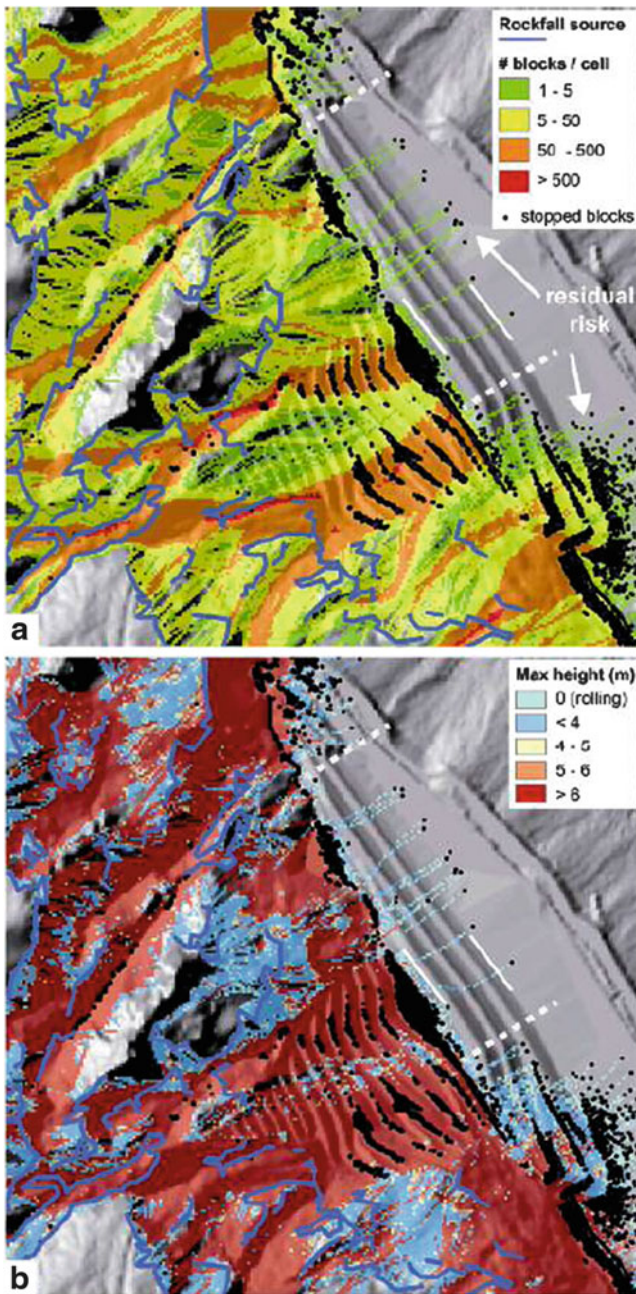 Rockfall source
# blocks / cell
1 - 5
5 - 50
50 - 500
> 500
• stopped blocks
residual
risk
a
Max height (m)
0 (rolling)
< 4
4 - 5
5 - 6
> 6
b